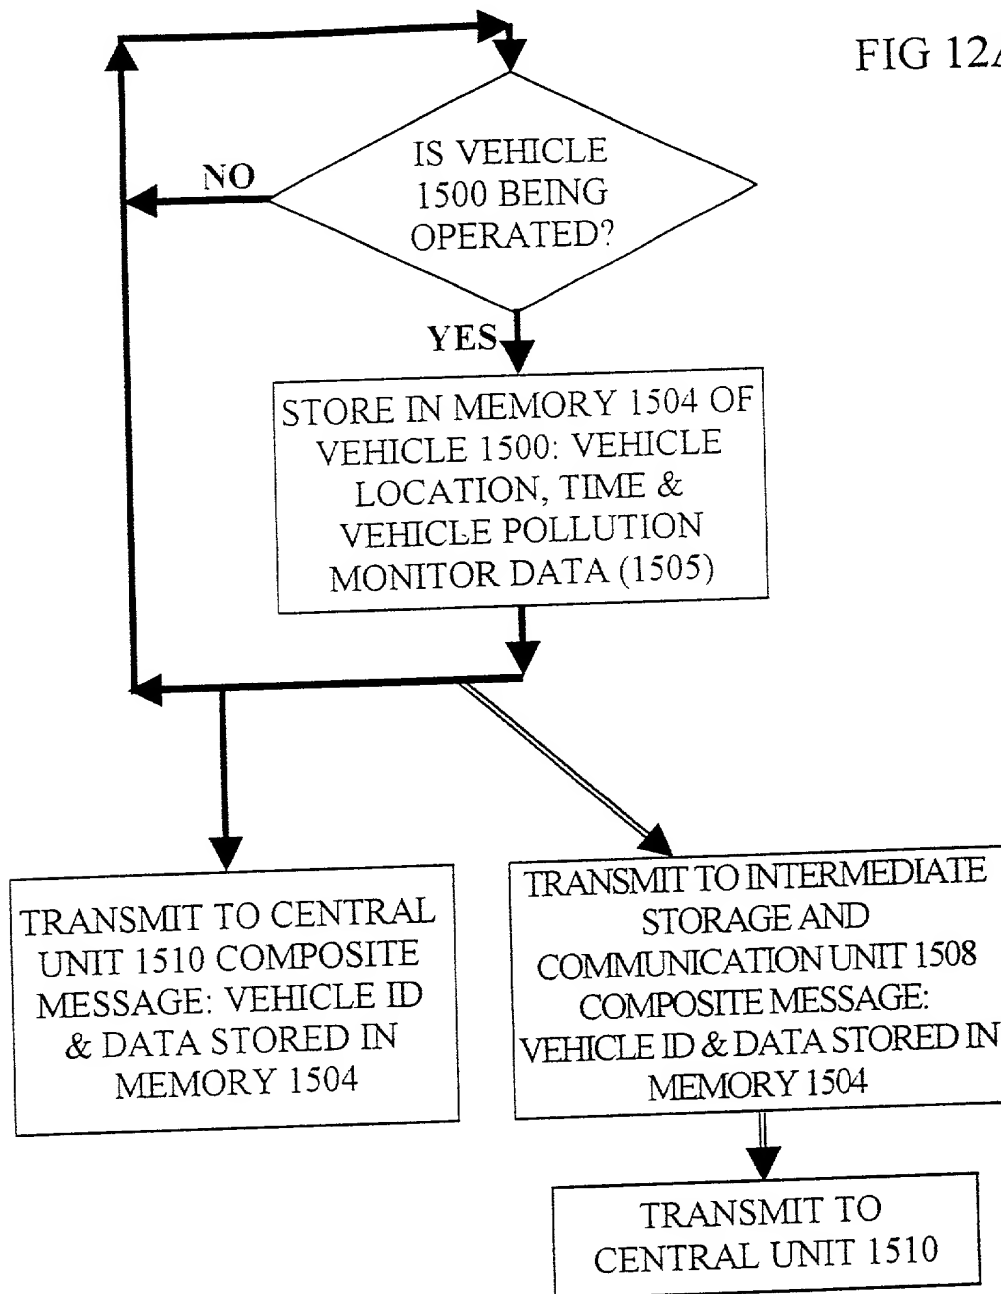 FIG 12A
IS VEHICLE
1500 BEING
OPERATED?
NO
YES
STORE IN MEMORY 1504 OF
VEHICLE 1500: VEHICLE
LOCATION, TIME &
VEHICLE POLLUTION
MONITOR DATA (1505)
TRANSMIT TO CENTRAL
UNIT 1510 COMPOSITE
MESSAGE: VEHICLE ID
& DATA STORED IN
MEMORY 1504
TRANSMIT TO INTERMEDIATE
STORAGE AND
COMMUNICATION UNIT 1508
COMPOSITE MESSAGE:
VEHICLE ID & DATA STORED IN
MEMORY 1504
TRANSMIT TO
CENTRAL UNIT 1510